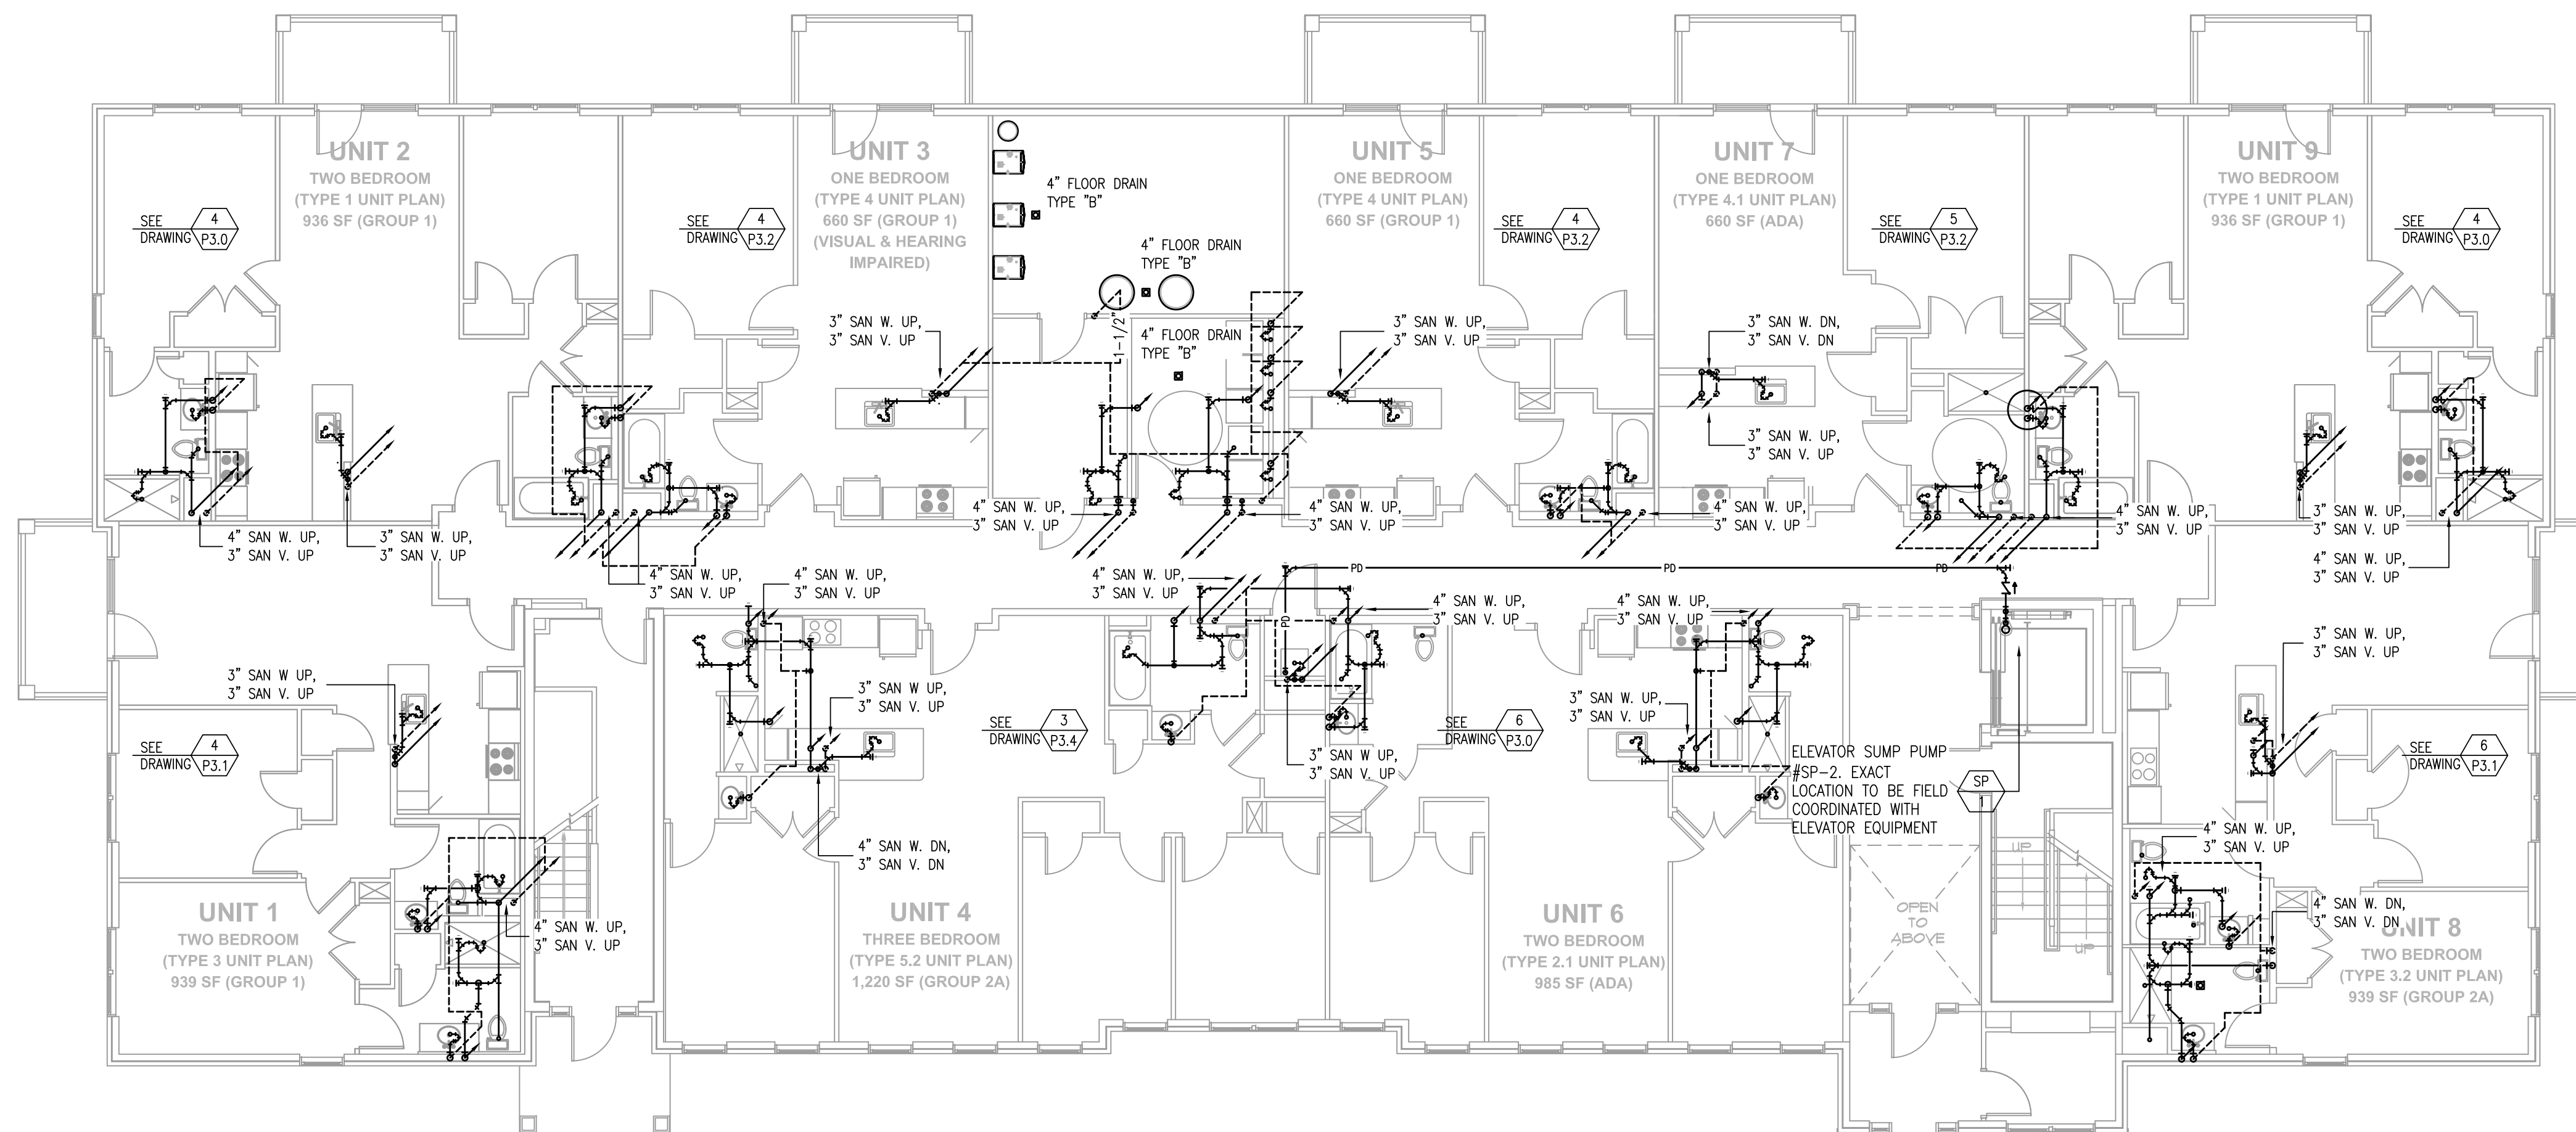 UNIT 2
TWO BEDROOM
(TYPE 1 UNIT PLAN)
936 SF (GROUP 1)
SEE
DRAWING
4
P3.0
UNIT 3
ONE BEDROOM
(TYPE 4 UNIT PLAN)
660 SF (GROUP 1)
(VISUAL & HEARING
IMPAIRED)
SEE
DRAWING
4
P3.2
4" FLOOR DRAIN
TYPE "B"
4" FLOOR DRAIN
TYPE "B"
4" FLOOR DRAIN
TYPE "B"
1-1/2"
UNIT 5
ONE BEDROOM
(TYPE 4 UNIT PLAN)
660 SF (GROUP 1)
SEE
DRAWING
4
P3.2
UNIT 7
ONE BEDROOM
(TYPE 4.1 UNIT PLAN)
660 SF (ADA)
SEE
DRAWING
5
P3.2
UNIT 9
TWO BEDROOM
(TYPE 1 UNIT PLAN)
936 SF (GROUP 1)
SEE
DRAWING
4
P3.0
3" SAN W. UP,
3" SAN V. UP
3" SAN W. UP,
3" SAN V. UP
3" SAN W. DN,
3" SAN V. DN
3" SAN W. UP,
3" SAN V. UP
4" SAN W. UP,
3" SAN V. UP
3" SAN W. UP,
3" SAN V. UP
4" SAN W. UP,
3" SAN V. UP
4" SAN W. UP,
3" SAN V. UP
4" SAN W. UP,
3" SAN V. UP
4" SAN W. UP,
3" SAN V. UP
3" SAN W. UP,
3" SAN V. UP
4" SAN W. UP,
3" SAN V. UP
4" SAN W. UP,
3" SAN V. UP
4" SAN W. UP,
3" SAN V. UP
4" SAN W. UP,
3" SAN V. UP
PD
PD
PD
PD
4" SAN W. UP,
3" SAN V. UP
4" SAN W. UP,
3" SAN V. UP
3" SAN W. UP,
3" SAN V. UP
3" SAN W UP,
3" SAN V. UP
SEE
DRAWING
4
P3.1
3" SAN W UP,
3" SAN V. UP
SEE
DRAWING
3
P3.4
3" SAN W UP,
3" SAN V. UP
SEE
DRAWING
6
P3.0
3" SAN W. UP,
3" SAN V. UP
ELEVATOR SUMP PUMP
#SP-2. EXACT
LOCATION TO BE FIELD
COORDINATED WITH
ELEVATOR EQUIPMENT
SP
1
SEE
DRAWING
6
P3.1
4" SAN W. DN,
3" SAN V. DN
4" SAN W. UP,
3" SAN V. UP
UP
UP
UNIT 1
TWO BEDROOM
(TYPE 3 UNIT PLAN)
939 SF (GROUP 1)
4" SAN W. UP,
3" SAN V. UP
UNIT 4
THREE BEDROOM
(TYPE 5.2 UNIT PLAN)
1,220 SF (GROUP 2A)
UNIT 6
TWO BEDROOM
(TYPE 2.1 UNIT PLAN)
985 SF (ADA)
OPEN
TO
ABOVE
4" SAN W. DN,
3" SAN V. DN
UNIT 8
TWO BEDROOM
(TYPE 3.2 UNIT PLAN)
939 SF (GROUP 2A)